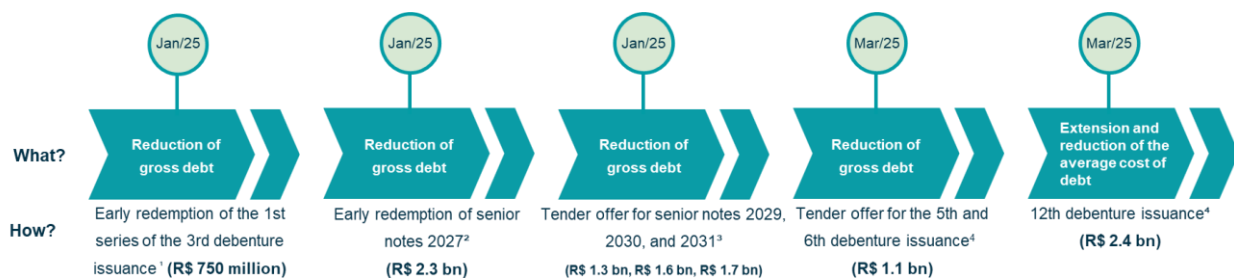 Jan/25
Jan/25
Jan/25
Mar/25
Mar/25
What?
Reduction of
gross debt
Reduction of
gross debt
Reduction of
gross debt
Reduction of
gross debt
Extension and
reduction of the
average cost of
debt
How?
Early redemption of the 1st
series of the 3rd debenture
issuance ¹ (R$ 750 million)
Early redemption of senior
notes 2027²
(R$ 2.3 bn)
Tender offer for senior notes 2029,
2030, and 2031³
(R$ 1.3 bn, R$ 1.6 bn, R$ 1.7 bn)
Tender offer for the 5th and
6th debenture issuance⁴
(R$ 1.1 bn)
12th debenture issuance⁴
(R$ 2.4 bn)